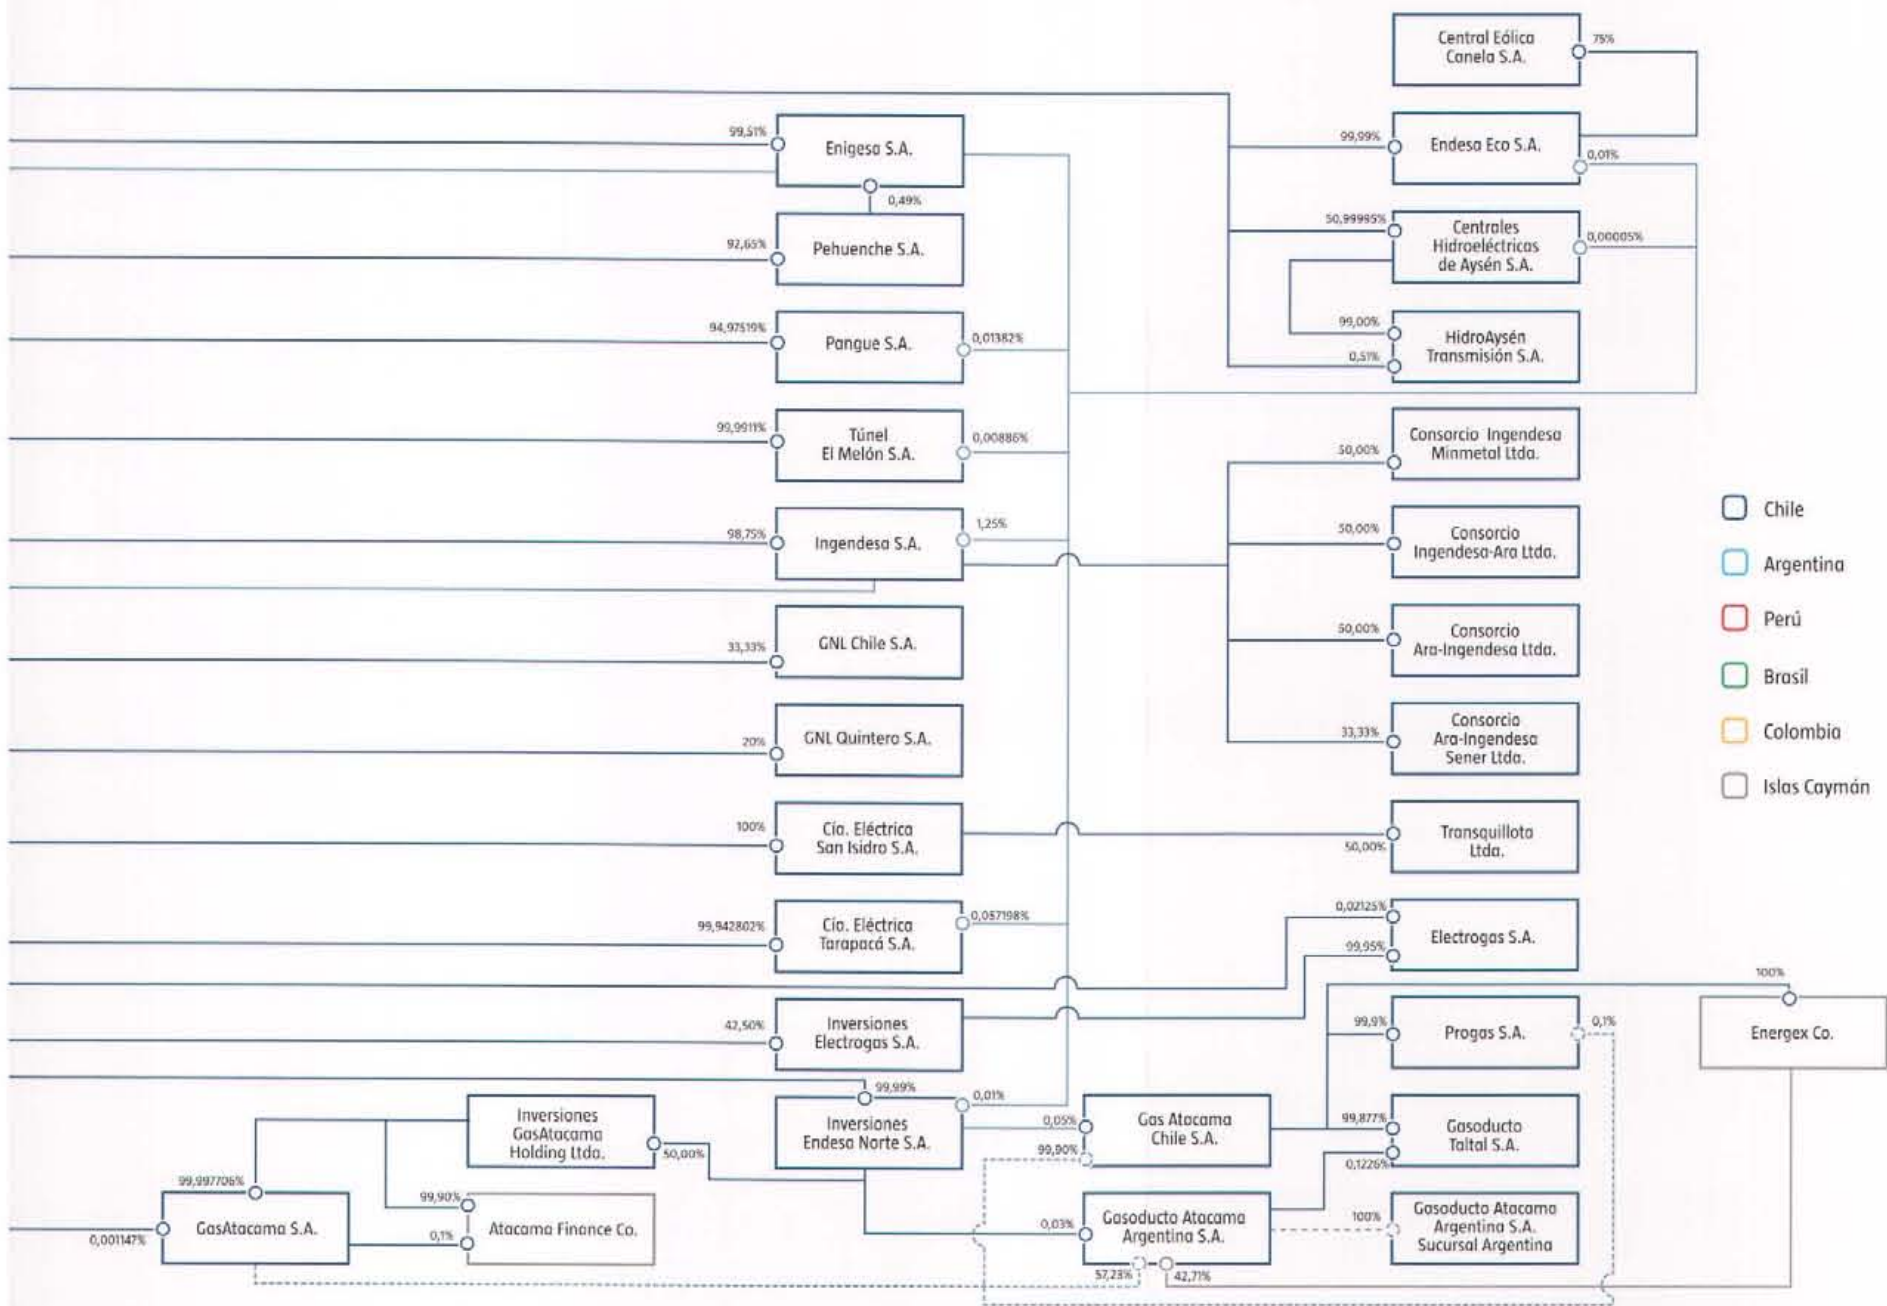 Central Eólica
Canela S.A.
75%
99,51%
Enigesa S.A.
0,49%
99,99%
Endesa Eco S.A.
0,01%
92,65%
Pehuenche S.A.
50,99995%
Centrales
Hidroeléctricas
de Aysén S.A.
0,00005%
94,97519%
Pangue S.A.
0,01382%
99,00%
0,51%
HidroAysén
Transmisión S.A.
99,9911%
Túnel
El Melón S.A.
0,00886%
50,00%
Consorcio Ingendesa
Minmetal Ltda.
98,75%
Ingendesa S.A.
1,25%
50,00%
Consorcio
Ingendesa-Ara Ltda.
33,33%
GNL Chile S.A.
50,00%
Consorcio
Ara-Ingendesa Ltda.
20%
GNL Quintero S.A.
33,33%
Consorcio
Ara-Ingendesa
Sener Ltda.
100%
Cía. Eléctrica
San Isidro S.A.
50,00%
Transquillota
Ltda.
99,942802%
Cía. Eléctrica
Tarapacá S.A.
0,057198%
0,02125%
99,95%
Electrogas S.A.
42,50%
Inversiones
Electrogas S.A.
99,9%
Progas S.A.
0,1%
100%
Energex Co.
Inversiones
GasAtacama
Holding Ltda.
50,00%
99,99%
0,01%
Inversiones
Endesa Norte S.A.
0,05%
99,90%
Gas Atacama
Chile S.A.
99,877%
0,1226%
Gasoducto
Taltal S.A.
99,997706%
0,001147%
GasAtacama S.A.
99,90%
0,1%
Atacama Finance Co.
0,03%
Gasoducto Atacama
Argentina S.A.
57,23%
42,71%
100%
Gasoducto Atacama
Argentina S.A.
Sucursal Argentina
Chile
Argentina
Perú
Brasil
Colombia
Islas Caymán